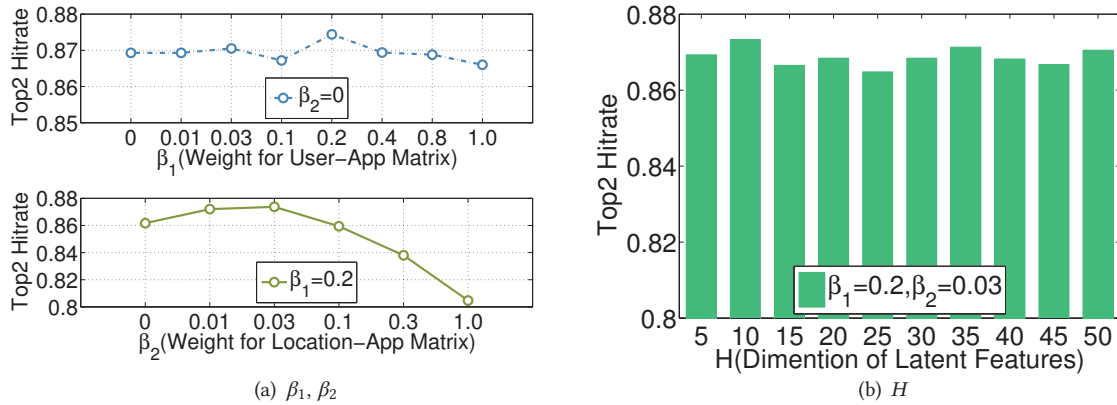 0.88
0.87
0.86
0.85
Top2 Hitrate
β2=0
0 0.01 0.03 0.1 0.2 0.4 0.8 1.0
β1(Weight for User-App Matrix)
0.88
0.86
0.84
0.82
0.8
Top2 Hitrate
β1=0.2
0 0.01 0.03 0.1 0.3 1.0
β2(Weight for Location-App Matrix)
(a) β1, β2
0.88
0.86
0.84
0.82
0.8
Top2 Hitrate
β1=0.2,β2=0.03
5 10 15 20 25 30 35 40 45 50
H(Dimention of Latent Features)
(b) H